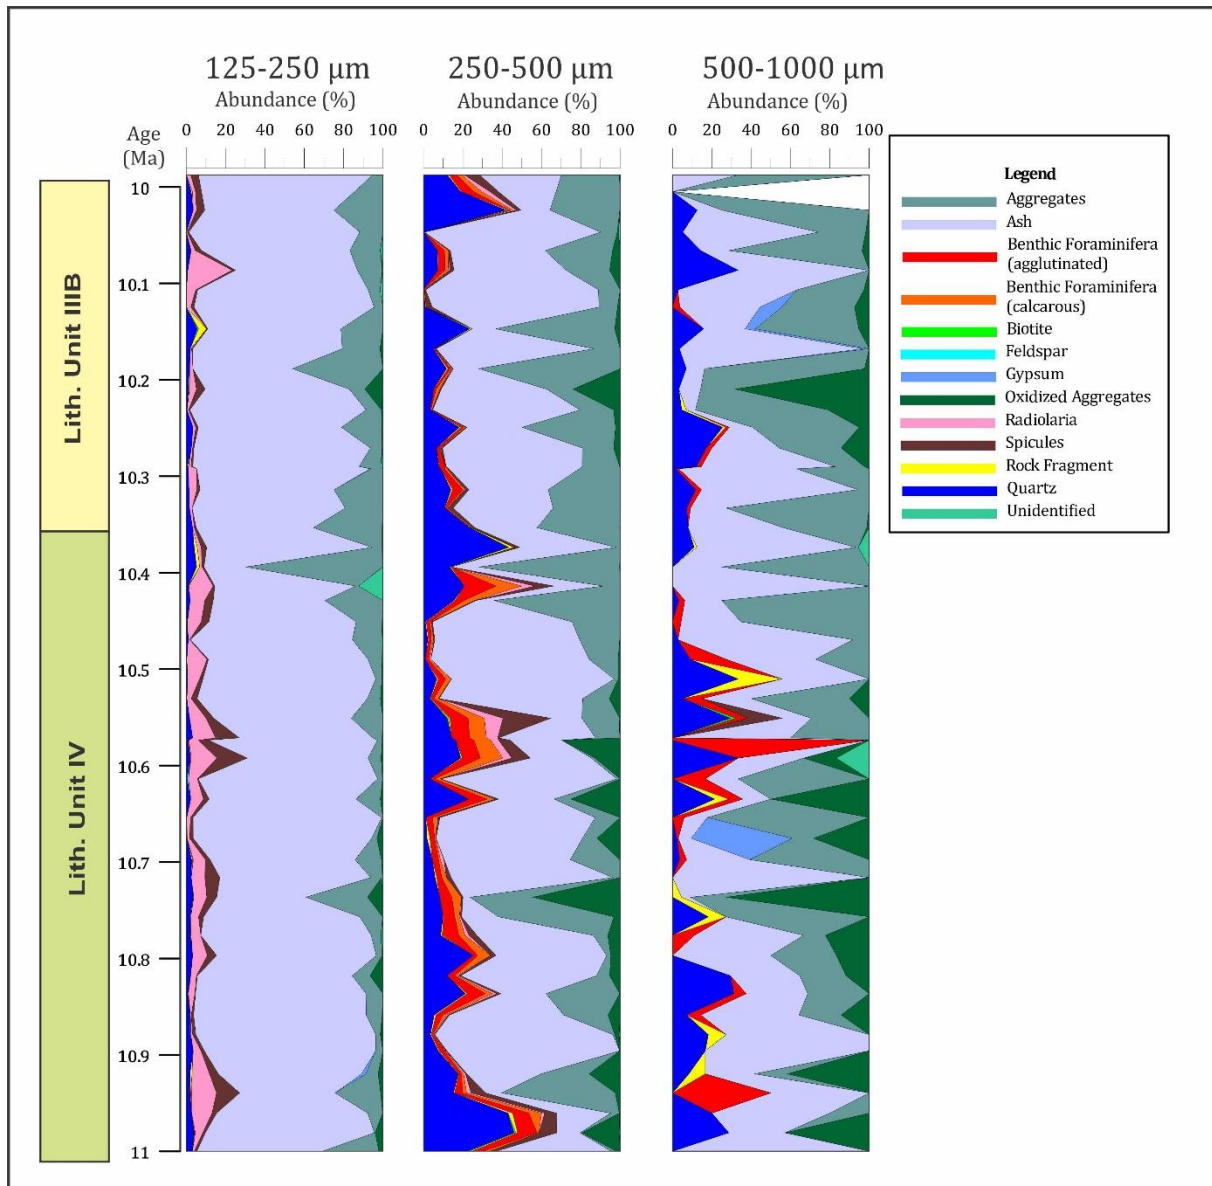 125-250 μm
250-500 μm
500-1000 μm
Abundance (%)
Abundance (%)
Abundance (%)
Age
(Ma)
0 20 40 60 80 100
0 20 40 60 80 100
0 20 40 60 80 100
Lith. Unit IIIB
Lith. Unit IV
10
10.1
10.2
10.3
10.4
10.5
10.6
10.7
10.8
10.9
11
Legend
Aggregates
Ash
Benthic Foraminifera
(agglutinated)
Benthic Foraminifera
(calcarous)
Biotite
Feldspar
Gypsum
Oxidized Aggregates
Radiolaria
Spicules
Rock Fragment
Quartz
Unidentified